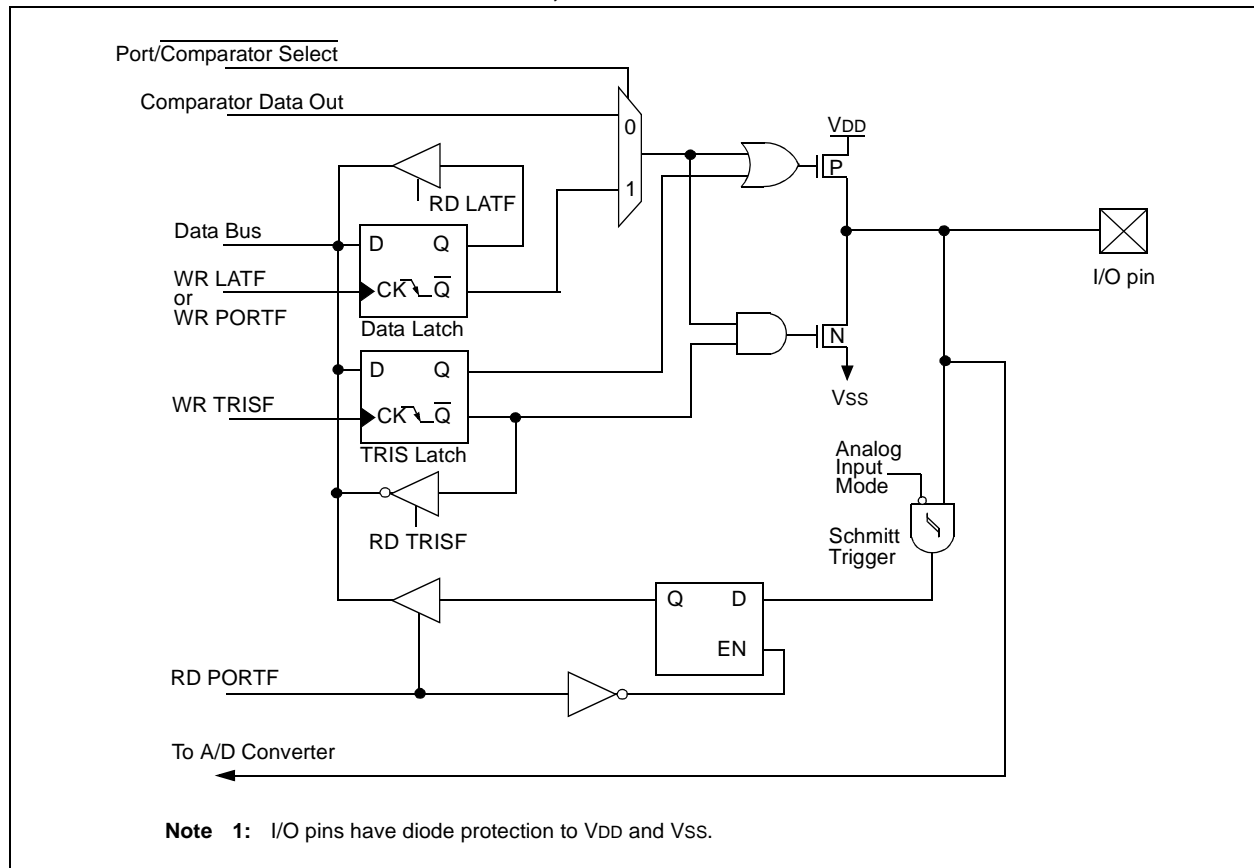 Port/Comparator Select
Comparator Data Out
0
1
VDD
P
RD LATF
Data Bus
D Q
WR LATF
or
WR PORTF
CK Q
Data Latch
I/O pin
N
VSS
D Q
WR TRISF
CK Q
TRIS Latch
Analog
Input
Mode
RD TRISF
Schmitt
Trigger
Q D
EN
RD PORTF
To A/D Converter
Note 1: I/O pins have diode protection to VDD and VSS.